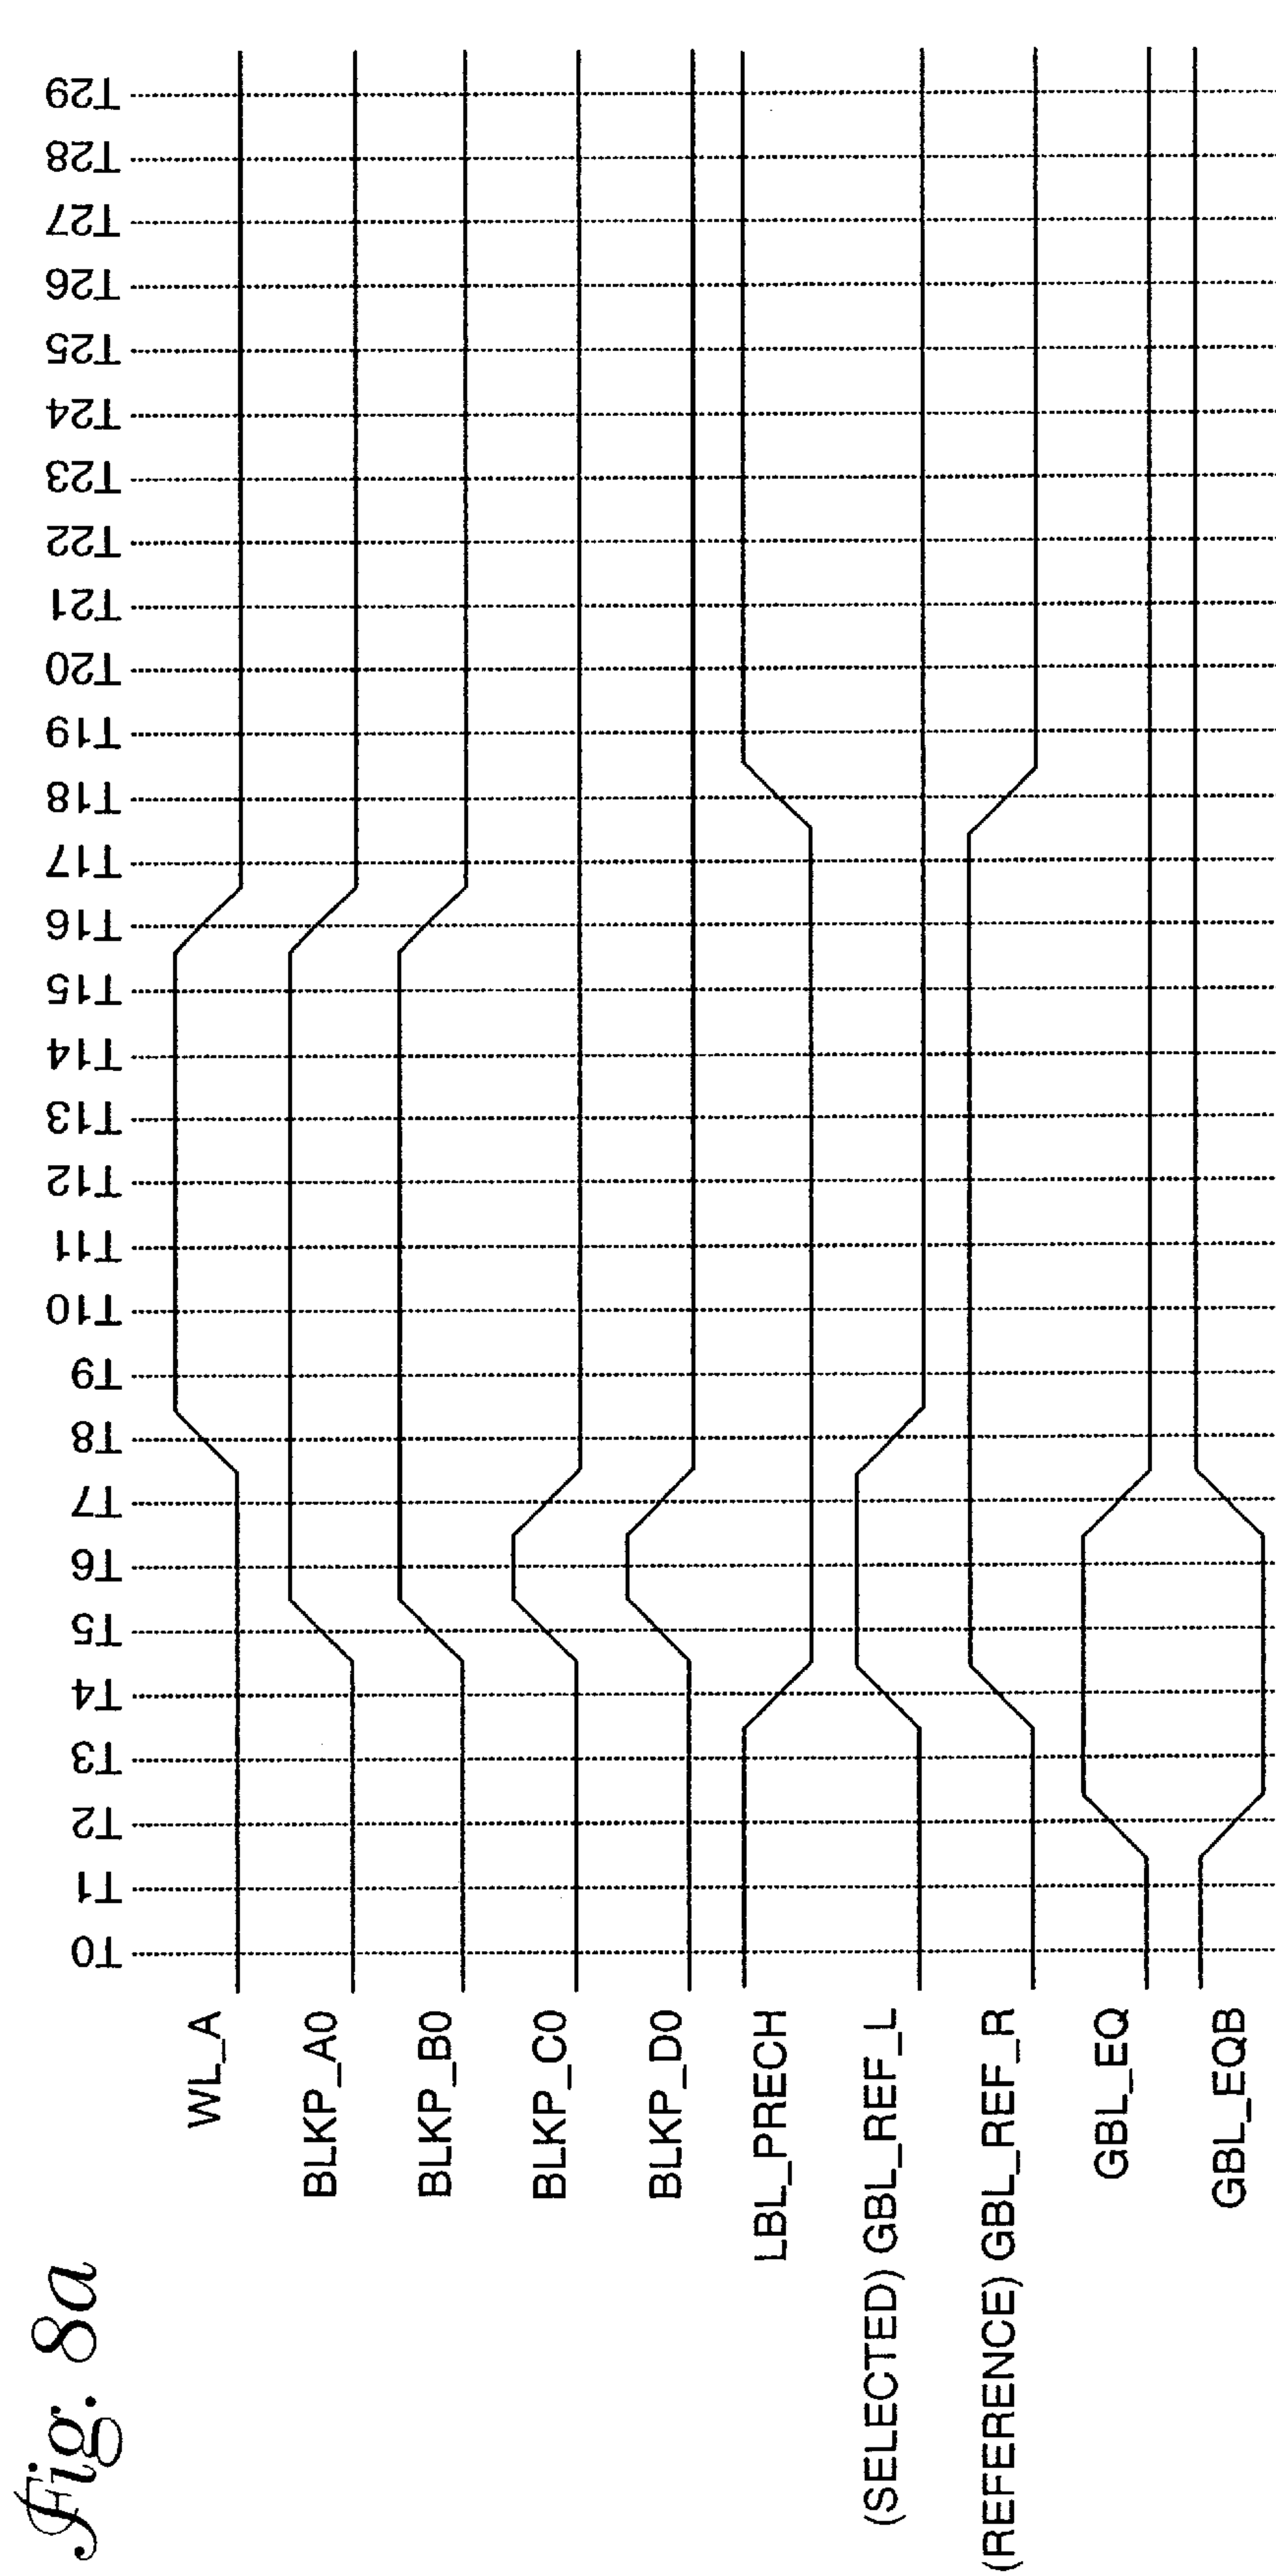 Fig. 8a
T0 T1 T2 T3 T4 T5 T6 T7 T8 T9 T10 T11 T12 T13 T14 T15 T16 T17 T18 T19 T20 T21 T22 T23 T24 T25 T26 T27 T28 T29
WL_A
BLKP_A0
BLKP_B0
BLKP_C0
BLKP_D0
LBL_PRECH
(SELECTED) GBL_REF_L
(REFERENCE) GBL_REF_R
GBL_EQ
GBL_EQB